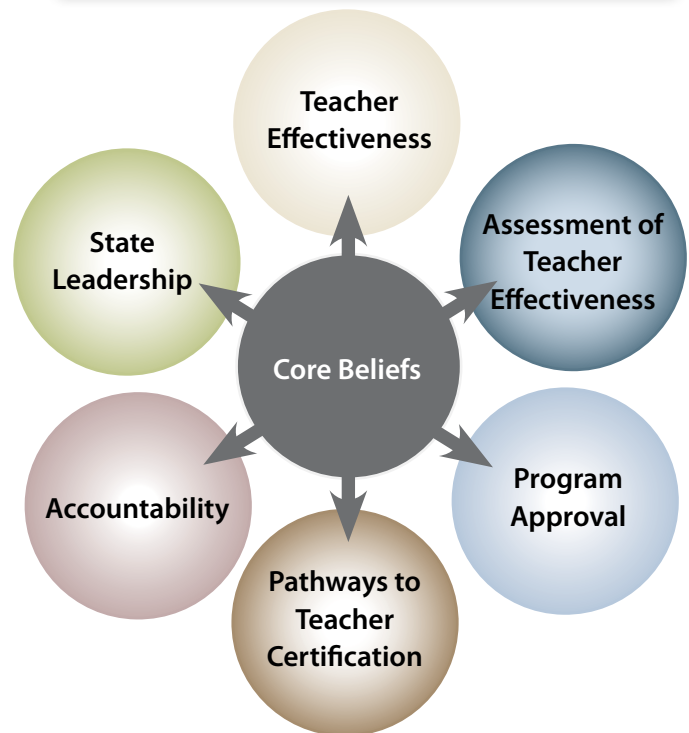 Teacher
Effectiveness
Assessment of
Teacher
Effectiveness
State
Leadership
Core Beliefs
Program
Approval
Accountability
Pathways to
Teacher
Certification